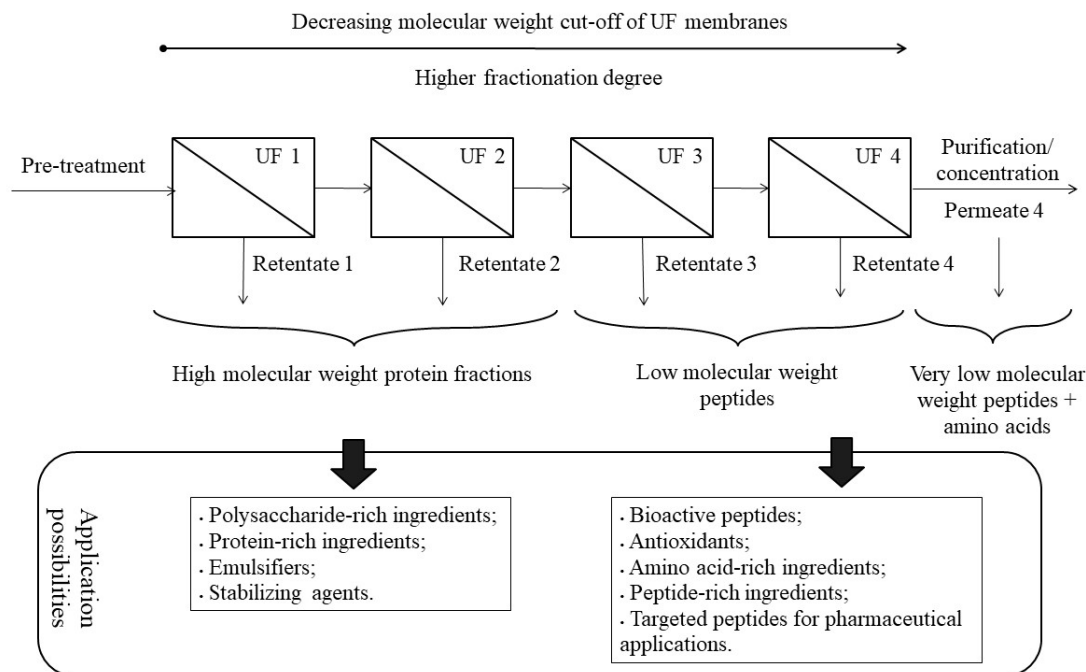 Decreasing molecular weight cut-off of UF membranes
Higher fractionation degree
Pre-treatment
UF 1
UF 2
UF 3
UF 4
Purification/
concentration
Permeate 4
Retentate 1
Retentate 2
Retentate 3
Retentate 4
High molecular weight protein fractions
Low molecular weight
peptides
Very low molecular
weight peptides +
amino acids
Application
possibilities
· Polysaccharide-rich ingredients;
· Protein-rich ingredients;
· Emulsifiers;
· Stabilizing agents.
· Bioactive peptides;
· Antioxidants;
· Amino acid-rich ingredients;
· Peptide-rich ingredients;
· Targeted peptides for pharmaceutical
applications.